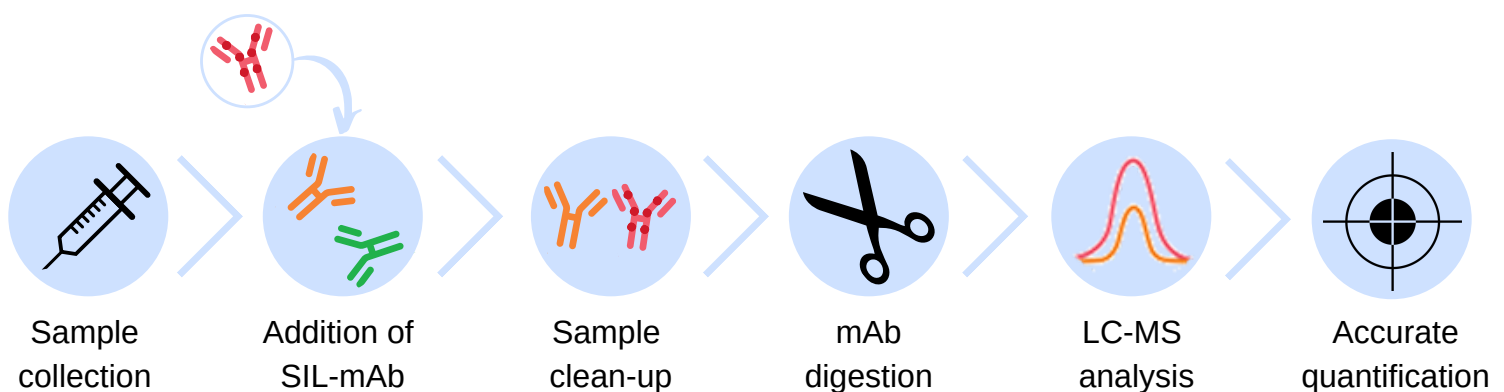 Sample
collection
Addition of
SIL-mAb
Sample
clean-up
mAb
digestion
LC-MS
analysis
Accurate
quantification